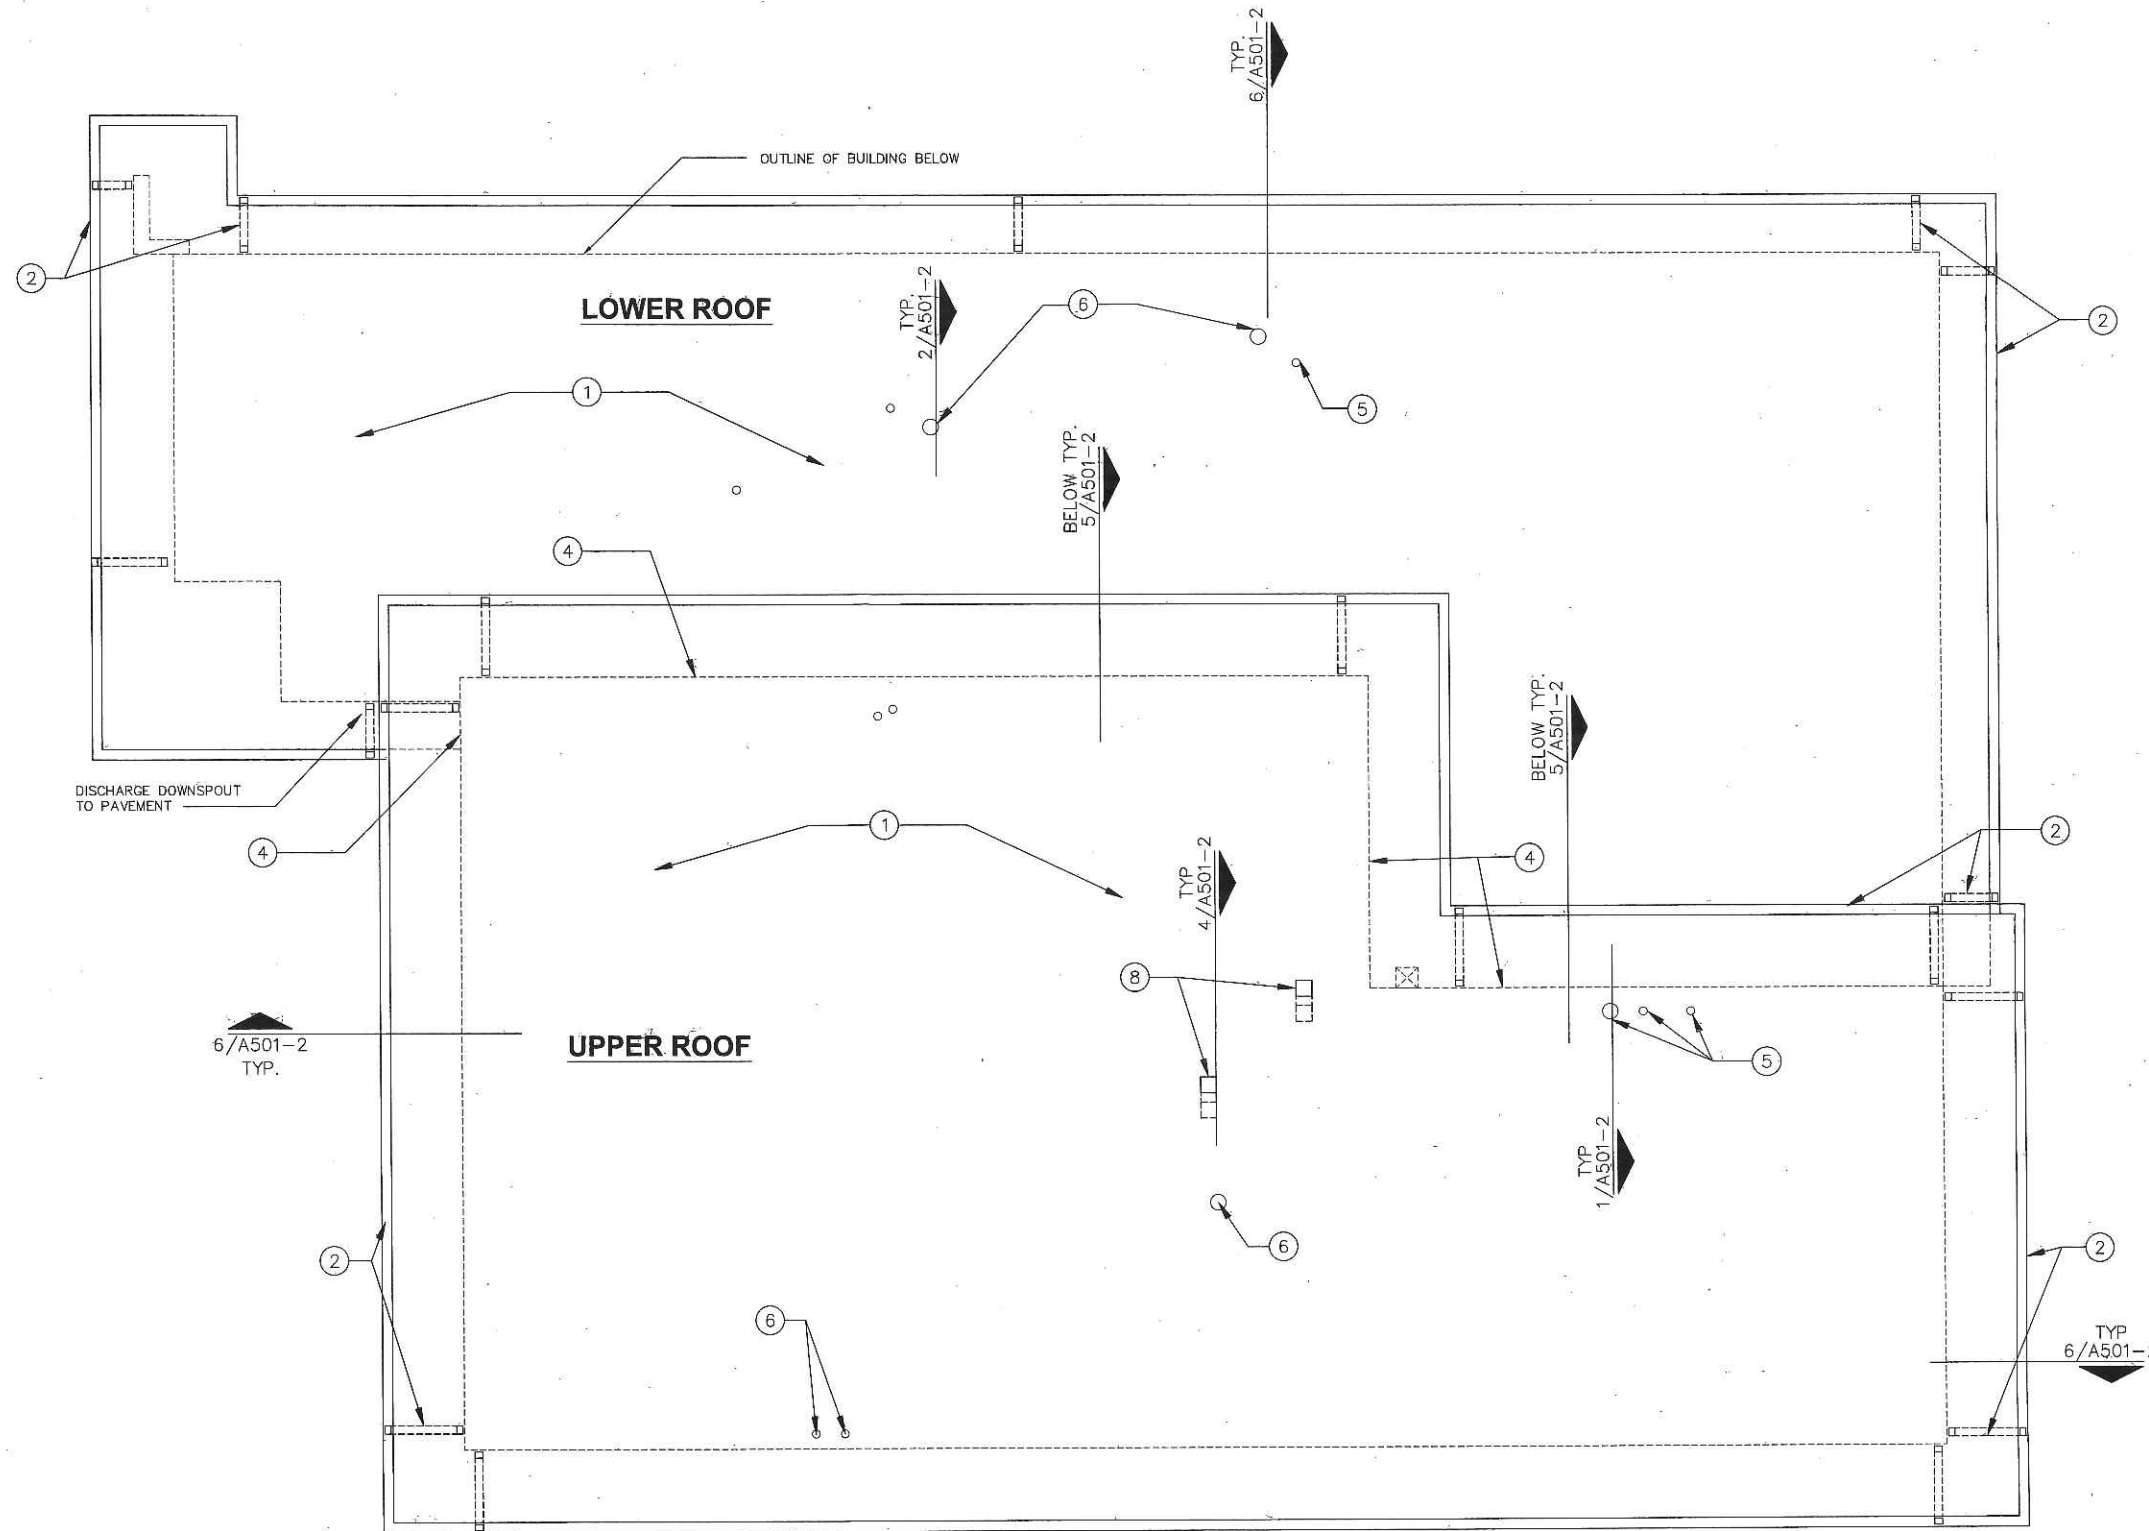 TYP.
6/A501-2
OUTLINE OF BUILDING BELOW
2
LOWER ROOF
TYP.
2/A501-2
6
2
1
5
BELOW TYP.
5/A501-2
4
BELOW TYP.
5/A501-2
DISCHARGE DOWNSPOUT
TO PAVEMENT
4
1
2
TYP
4/A501-2
4
8
6/A501-2
TYP.
UPPER ROOF
5
TYP
1/A501-2
2
6
2
6
TYP
6/A501-